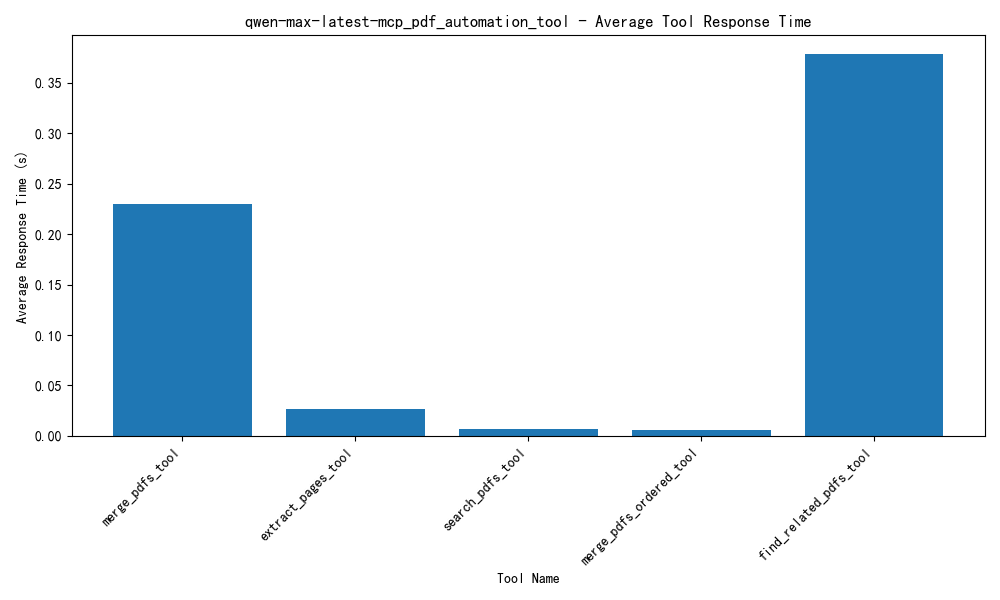 qwen-max-latest-mcp_pdf_automation_tool - Average Tool Response Time
Average Response Time (s)
0.35
0.30
0.25
0.20
0.15
0.10
0.05
0.00
merge_pdfs_tool
extract_pages_tool
search_pdfs_tool
merge_pdfs_ordered_tool
find_related_pdfs_tool
Tool Name